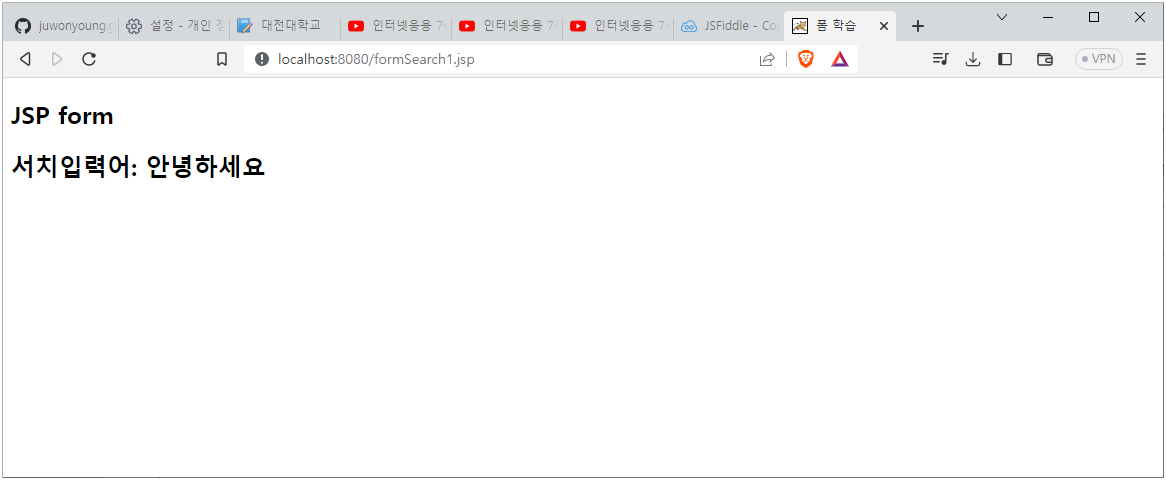 juwonyoung.g
설정 - 개인 정
대전대학교
인터넷응용 7
인터넷응용 7
인터넷응용 7
JSFiddle - Co
폼 학습
localhost:8080/formSearch1.jsp
VPN
JSP form
서치입력어: 안녕하세요